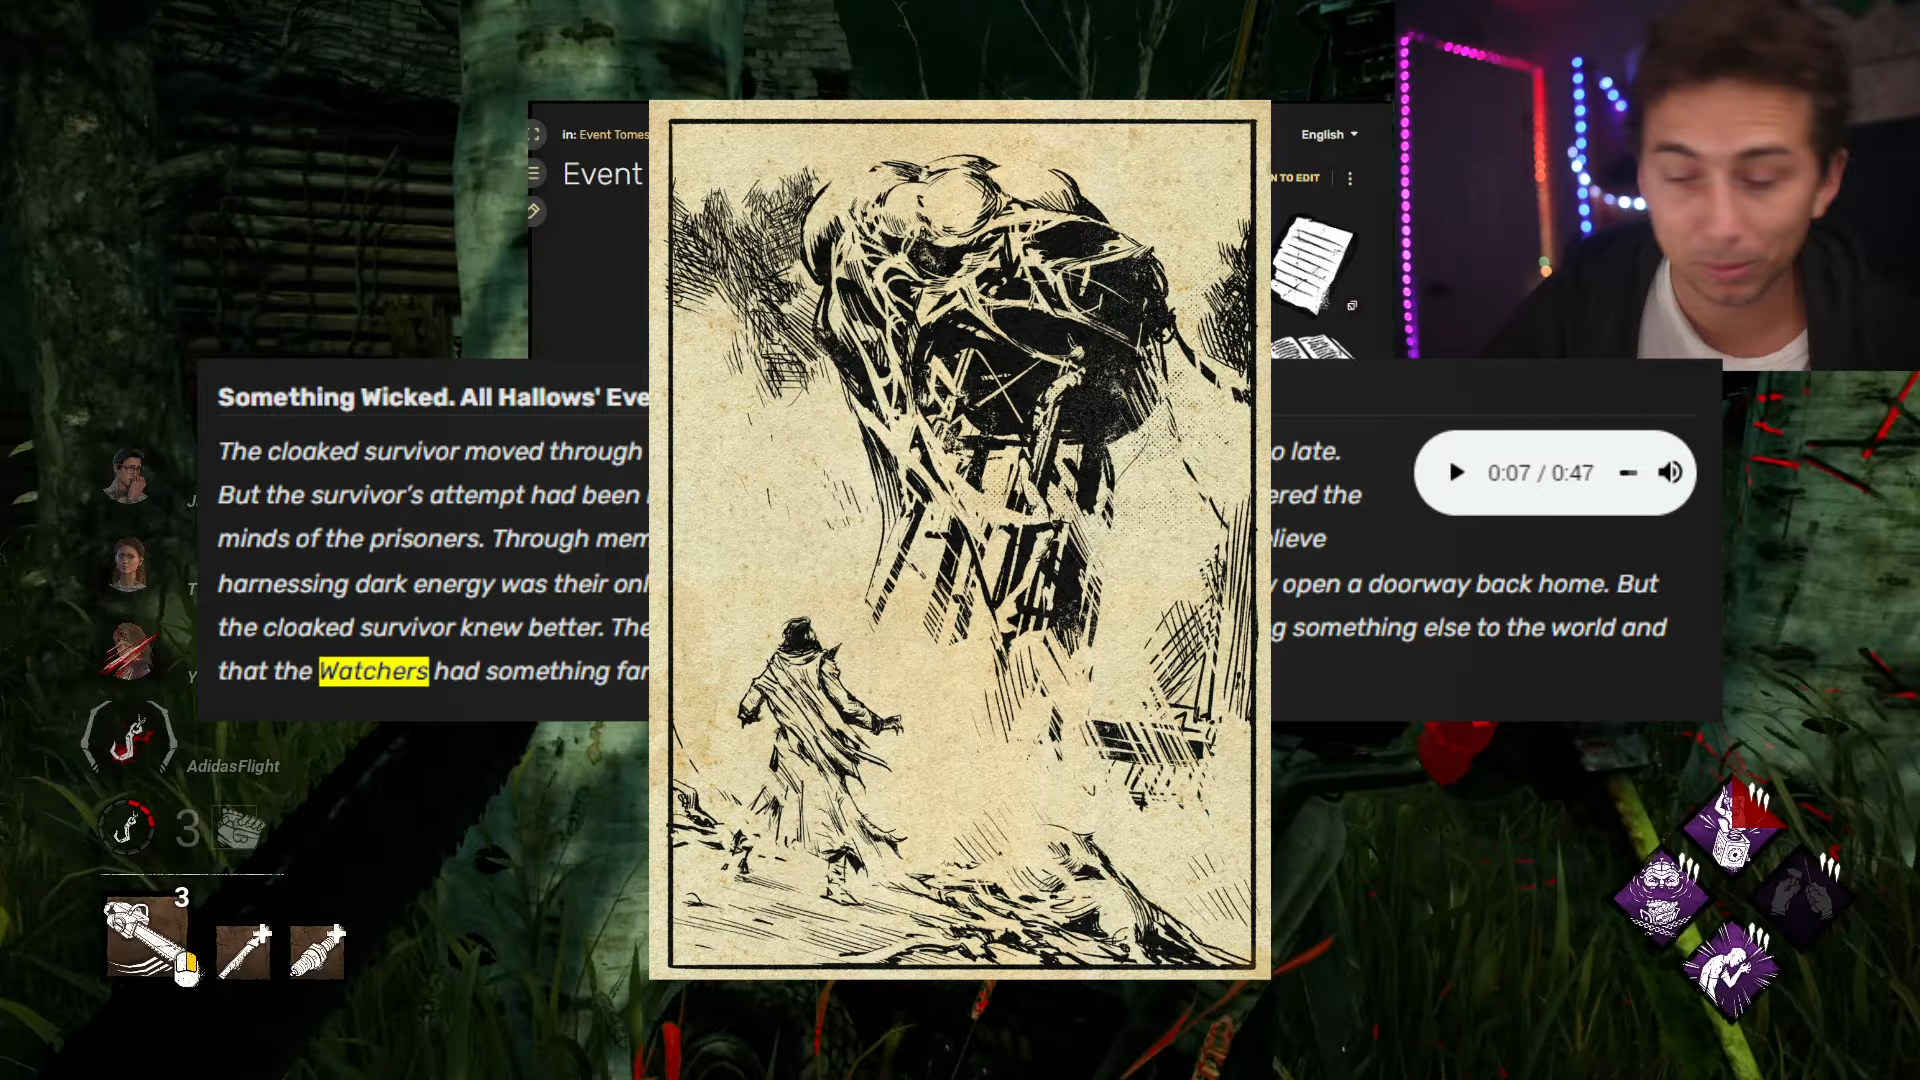 in: Event Tomes
English
Event
N TO EDIT
Something Wicked. All Hallows' Eve
The cloaked survivor moved through
o late.
But the survivor's attempt had been
ered the
0:07 / 0:47
minds of the prisoners. Through mem
lieve
harnessing dark energy was their onl
y open a doorway back home. But
the cloaked survivor knew better. The
g something else to the world and
that the Watchers had something far
J
T
Y
AdidasFlight
3
3